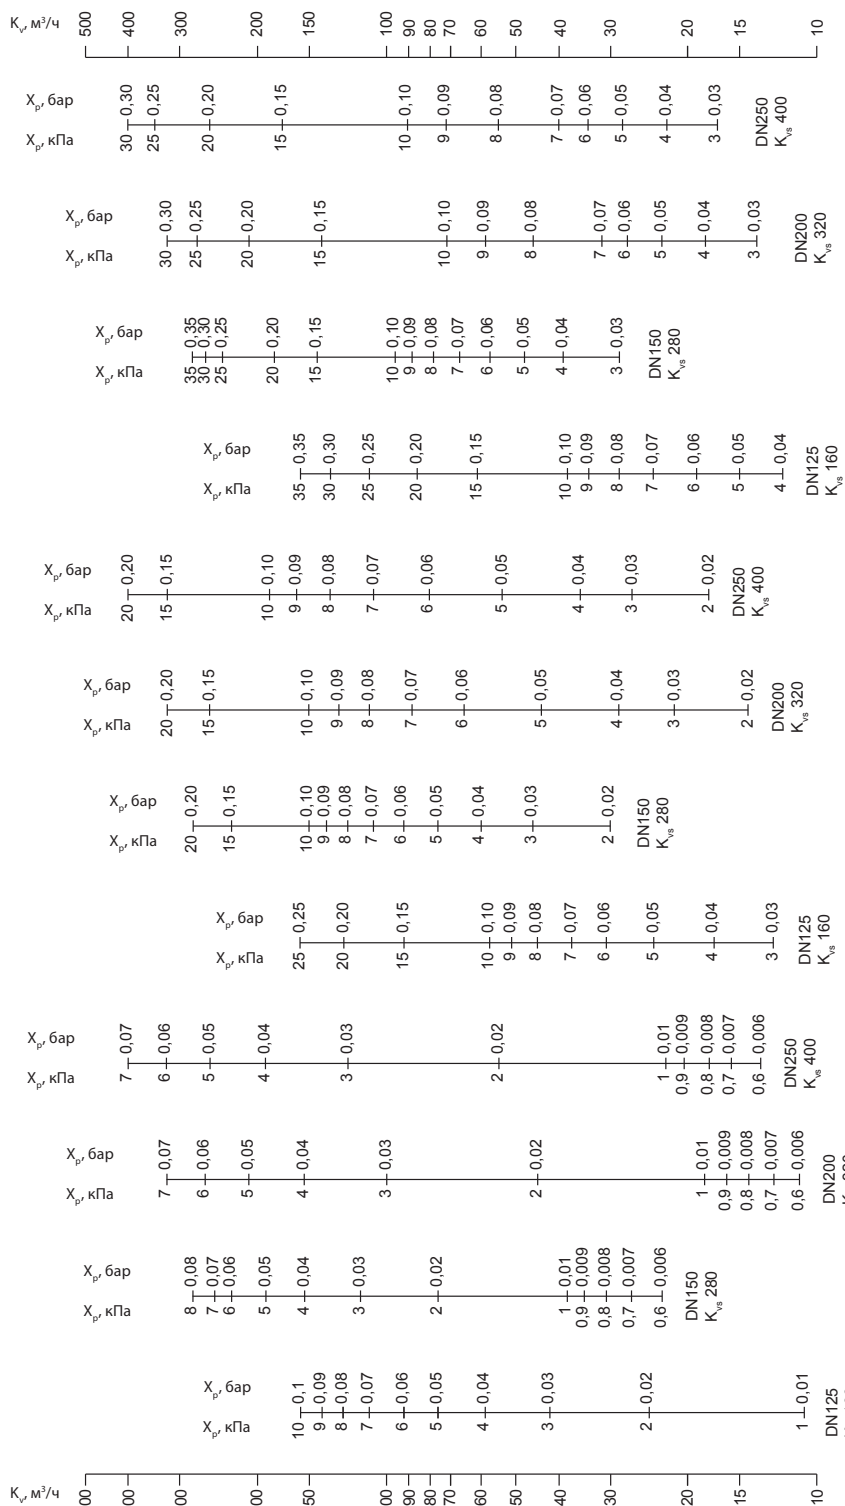 Kv, м³/ч
500 400 300 200 150 100 90 80 70 60 50 40 30 20 15 10
Xp, бар 0,30 0,25 0,20 0,15 0,10 0,09 0,08 0,07 0,06 0,05 0,04 0,03
Xp, кПа 30 25 20 15 10 9 8 7 6 5 4 3
DN250
Kvs 400
Xp, бар 0,30 0,25 0,20 0,15 0,10 0,09 0,08 0,07 0,06 0,05 0,04 0,03
Xp, кПа 30 25 20 15 10 9 8 7 6 5 4 3
DN200
Kvs 320
Xp, бар 0,35 0,30 0,25 0,20 0,15 0,10 0,09 0,08 0,07 0,06 0,05 0,04 0,03
Xp, кПа 35 30 25 20 15 10 9 8 7 6 5 4 3
DN150
Kvs 280
Xp, бар 0,35 0,30 0,25 0,20 0,15 0,10 0,09 0,08 0,07 0,06 0,05 0,04
Xp, кПа 35 30 25 20 15 10 9 8 7 6 5 4
DN125
Kvs 160
Xp, бар 0,20 0,15 0,10 0,09 0,08 0,07 0,06 0,05 0,04 0,03 0,02
Xp, кПа 20 15 10 9 8 7 6 5 4 3 2
DN250
Kvs 400
Xp, бар 0,20 0,15 0,10 0,09 0,08 0,07 0,06 0,05 0,04 0,03 0,02
Xp, кПа 20 15 10 9 8 7 6 5 4 3 2
DN200
Kvs 320
Xp, бар 0,20 0,15 0,10 0,09 0,08 0,07 0,06 0,05 0,04 0,03 0,02
Xp, кПа 20 15 10 9 8 7 6 5 4 3 2
DN150
Kvs 280
Xp, бар 0,25 0,20 0,15 0,10 0,09 0,08 0,07 0,06 0,05 0,04 0,03
Xp, кПа 25 20 15 10 9 8 7 6 5 4 3
DN125
Kvs 160
Xp, бар 0,07 0,06 0,05 0,04 0,03 0,02 0,01 0,009 0,008 0,007 0,006
Xp, кПа 7 6 5 4 3 2 1 0,9 0,8 0,7 0,6
DN250
Kvs 400
Xp, бар 0,07 0,06 0,05 0,04 0,03 0,02 0,01 0,009 0,008 0,007 0,006
Xp, кПа 7 6 5 4 3 2 1 0,9 0,8 0,7 0,6
DN200
Xp, бар 0,08 0,07 0,06 0,05 0,04 0,03 0,02 0,01 0,009 0,008 0,007 0,006
Xp, кПа 8 7 6 5 4 3 2 1 0,9 0,8 0,7 0,6
DN150
Kvs 280
Xp, бар 0,1 0,09 0,08 0,07 0,06 0,05 0,04 0,03 0,02 0,01
Xp, кПа 10 9 8 7 6 5 4 3 2 1
DN125
Kv, м³/ч
00 00 00 00 50 00 90 80 70 60 50 40 30 20 15 10